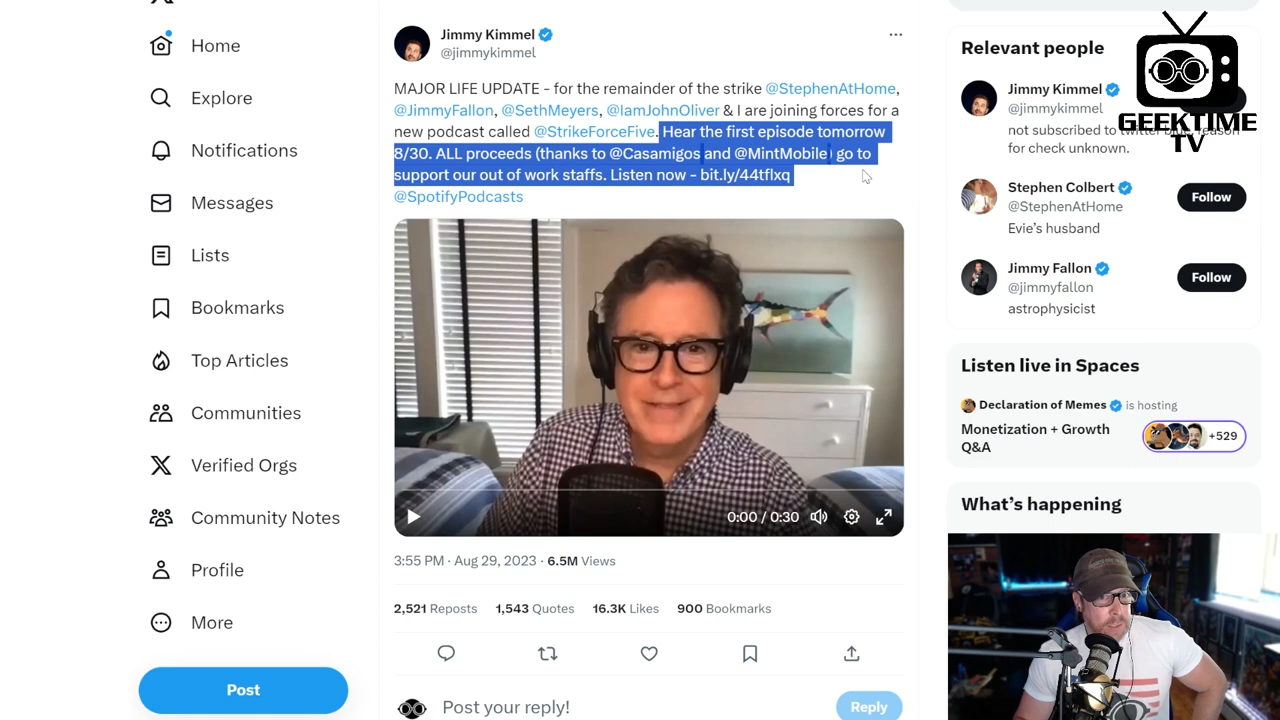 Home
Explore
Notifications
Messages
Lists
Bookmarks
Top Articles
Communities
Verified Orgs
Community Notes
Profile
More
Post
Jimmy Kimmel
@jimmykimmel
MAJOR LIFE UPDATE - for the remainder of the strike @StephenAtHome,
@JimmyFallon, @SethMeyers, @IamJohnOliver & I are joining forces for a
new podcast called @StrikeForceFive. Hear the first episode tomorrow
8/30. ALL proceeds (thanks to @Casamigos and @MintMobile) go to
support our out of work staffs. Listen now - bit.ly/44tflxq
@SpotifyPodcasts
0:00 / 0:30
3:55 PM · Aug 29, 2023 · 6.5M Views
2,521 Reposts 1,543 Quotes 16.3K Likes 900 Bookmarks
Post your reply!
Reply
Relevant people
Jimmy Kimmel
@jimmykimmel
not subscribed to twitter blue. reason
for check unknown.
Stephen Colbert
@StephenAtHome
Follow
Evie's husband
Jimmy Fallon
@jimmyfallon
Follow
astrophysicist
GEEKTIME
TV
Listen live in Spaces
Declaration of Memes is hosting
Monetization + Growth
Q&A
+529
What's happening